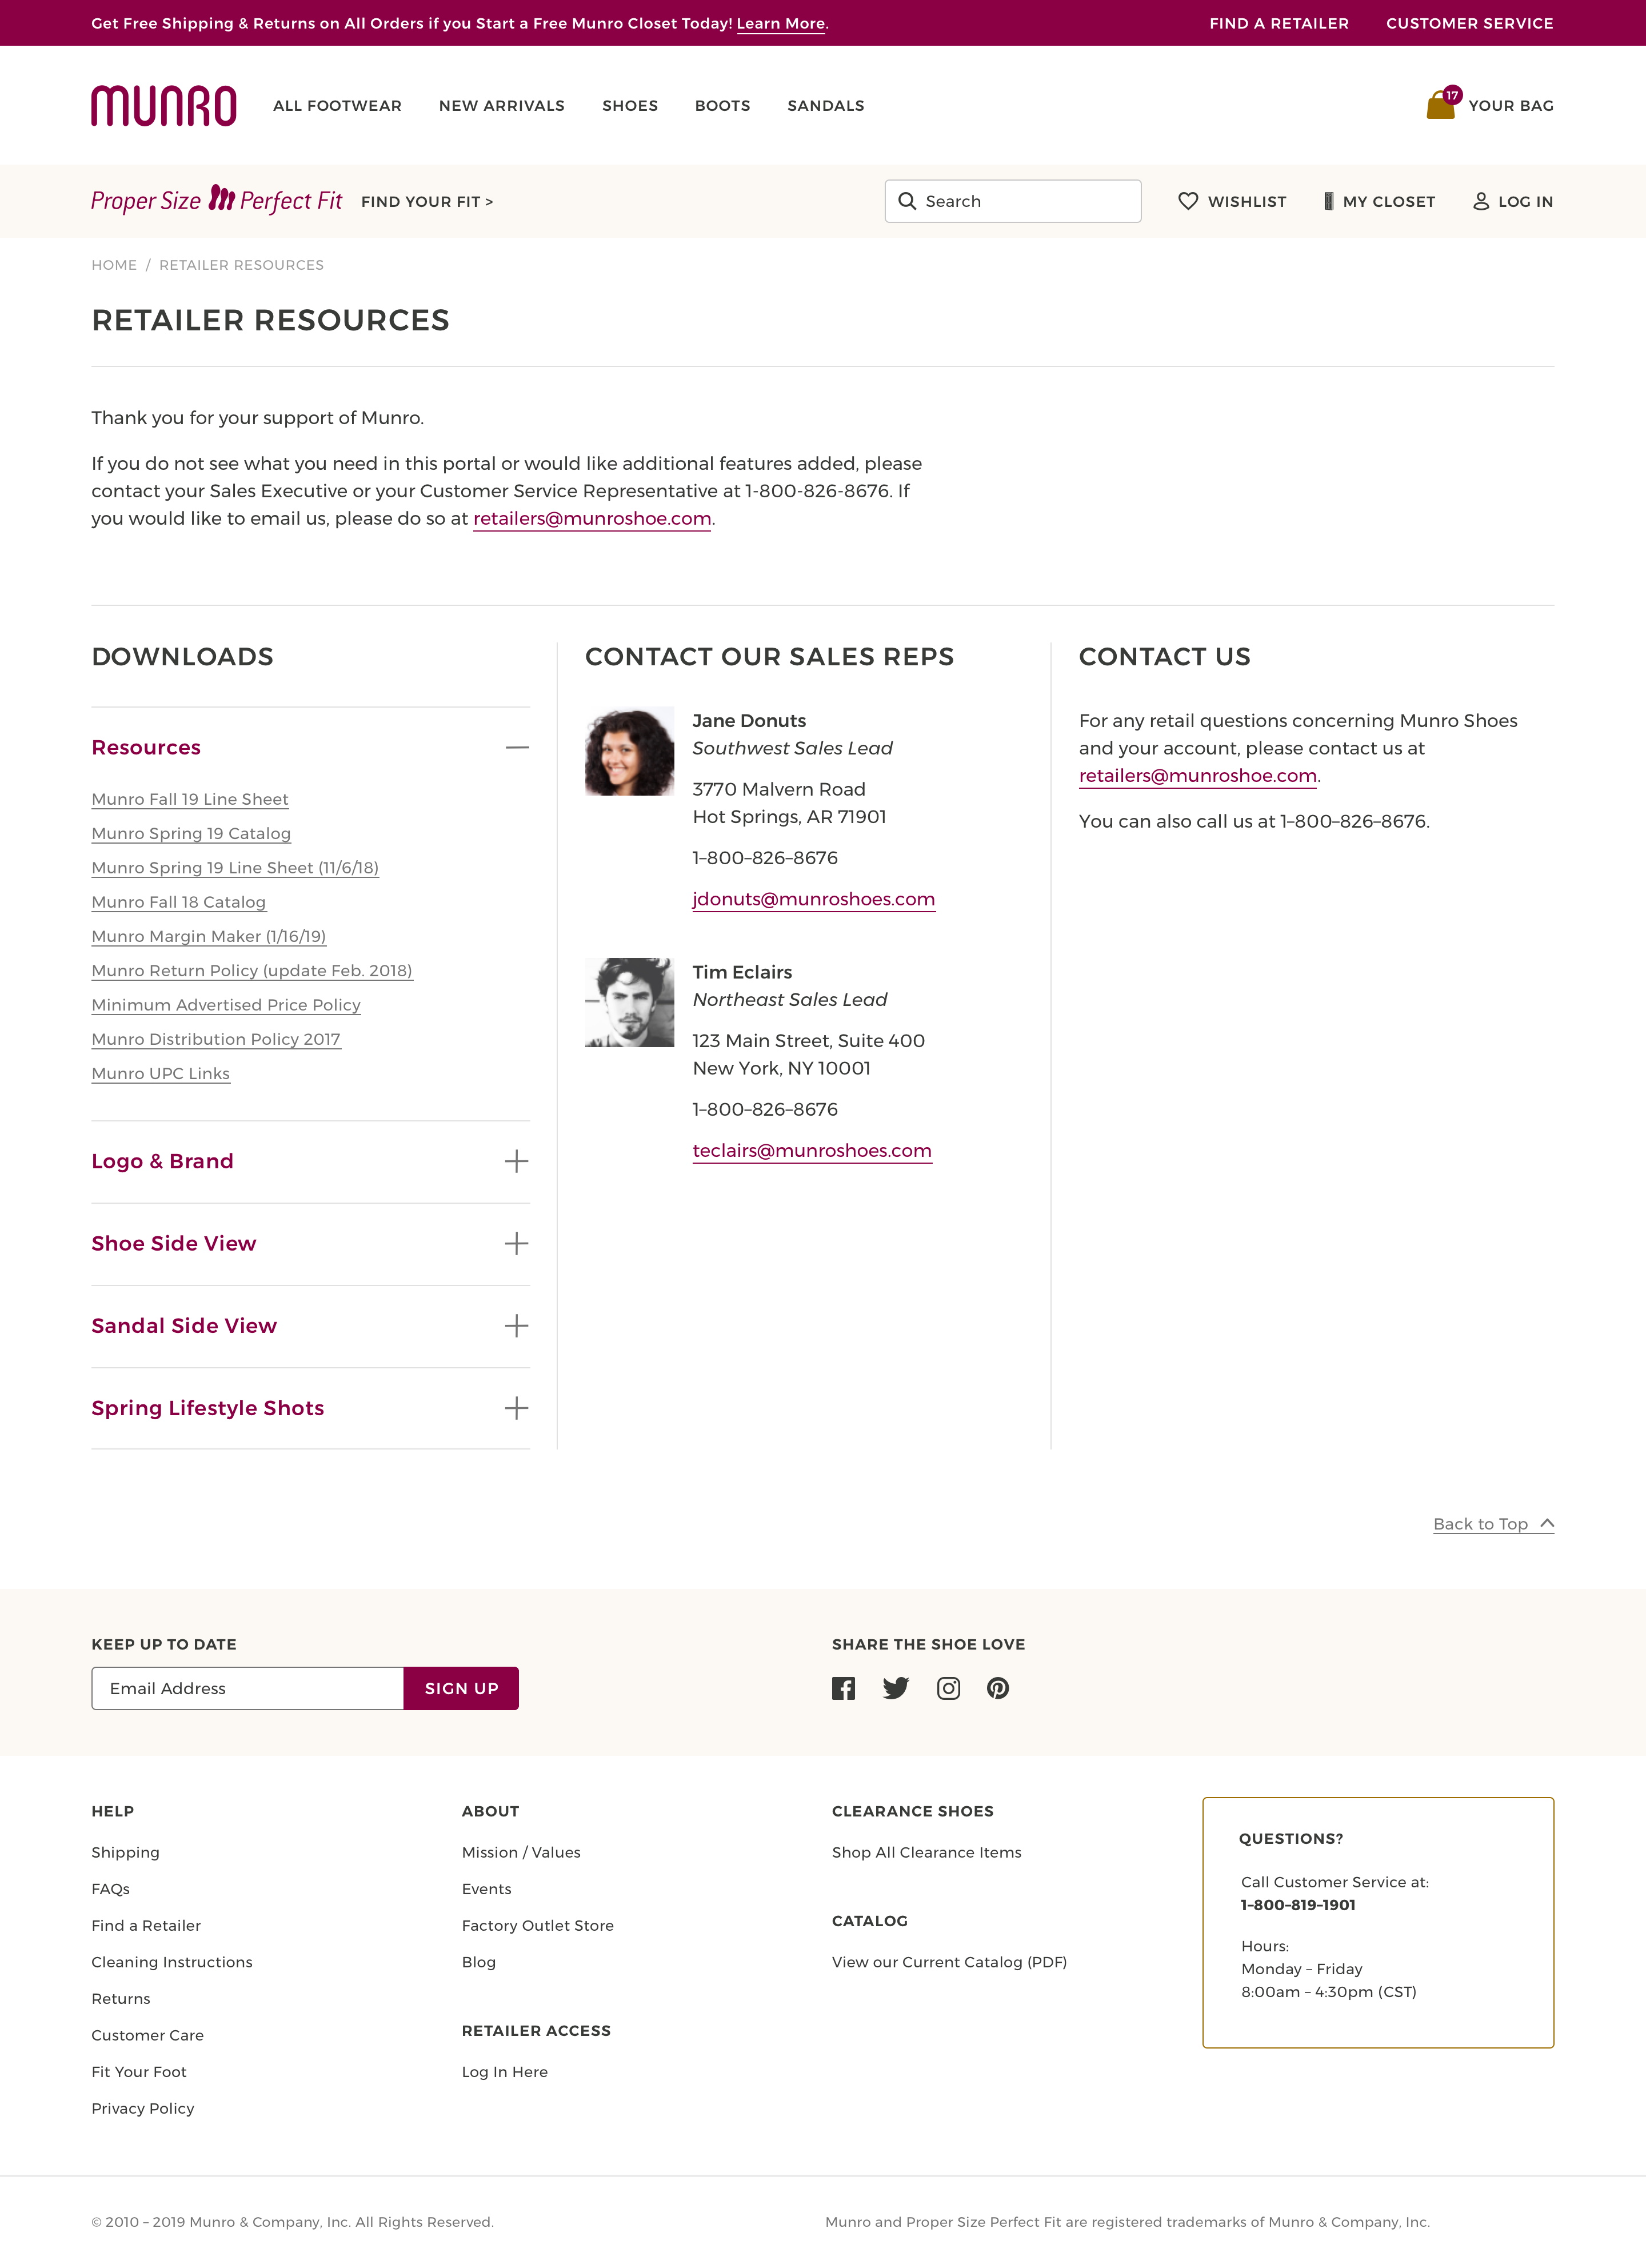 Get Free Shipping & Returns on All Orders if you Start a Free Munro Closet Today! Learn More.
FIND A RETAILER
CUSTOMER SERVICE
MUNRO
ALL FOOTWEAR
NEW ARRIVALS
SHOES
BOOTS
SANDALS
17
YOUR BAG
Proper Size Perfect Fit
FIND YOUR FIT >
Search
WISHLIST
MY CLOSET
LOG IN
HOME / RETAILER RESOURCES
RETAILER RESOURCES
Thank you for your support of Munro.
If you do not see what you need in this portal or would like additional features added, please
contact your Sales Executive or your Customer Service Representative at 1-800-826-8676. If
you would like to email us, please do so at retailers@munroshoe.com.
DOWNLOADS
Resources
Munro Fall 19 Line Sheet
Munro Spring 19 Catalog
Munro Spring 19 Line Sheet (11/6/18)
Munro Fall 18 Catalog
Munro Margin Maker (1/16/19)
Munro Return Policy (update Feb. 2018)
Minimum Advertised Price Policy
Munro Distribution Policy 2017
Munro UPC Links
Logo & Brand
Shoe Side View
Sandal Side View
Spring Lifestyle Shots
CONTACT OUR SALES REPS
Jane Donuts
Southwest Sales Lead
3770 Malvern Road
Hot Springs, AR 71901
1–800–826–8676
jdonuts@munroshoes.com
Tim Eclairs
Northeast Sales Lead
123 Main Street, Suite 400
New York, NY 10001
1–800–826–8676
teclairs@munroshoes.com
CONTACT US
For any retail questions concerning Munro Shoes
and your account, please contact us at
retailers@munroshoe.com.
You can also call us at 1–800–826–8676.
Back to Top
KEEP UP TO DATE
Email Address
SIGN UP
SHARE THE SHOE LOVE
HELP
Shipping
FAQs
Find a Retailer
Cleaning Instructions
Returns
Customer Care
Fit Your Foot
Privacy Policy
ABOUT
Mission / Values
Events
Factory Outlet Store
Blog
RETAILER ACCESS
Log In Here
CLEARANCE SHOES
Shop All Clearance Items
CATALOG
View our Current Catalog (PDF)
QUESTIONS?
Call Customer Service at:
1–800–819–1901
Hours:
Monday – Friday
8:00am – 4:30pm (CST)
© 2010 – 2019 Munro & Company, Inc. All Rights Reserved.
Munro and Proper Size Perfect Fit are registered trademarks of Munro & Company, Inc.